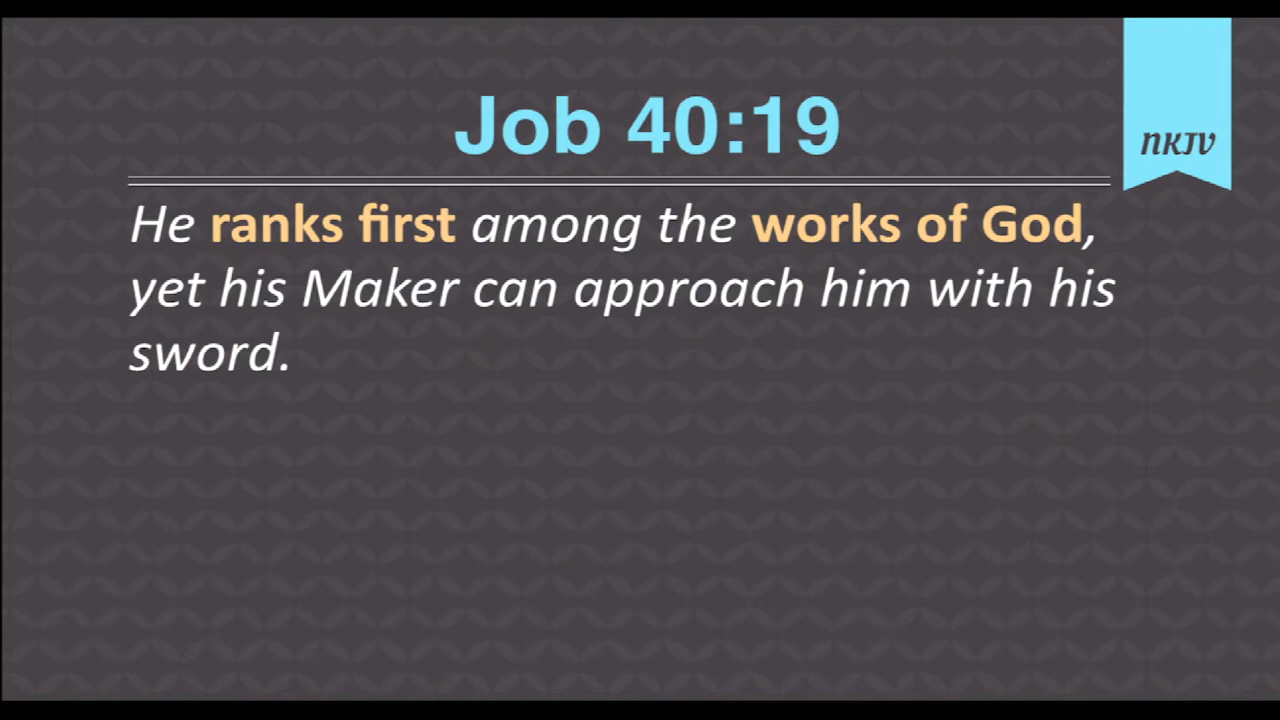 Job 40:19
NKJV
He ranks first among the works of God,
yet his Maker can approach him with his
sword.